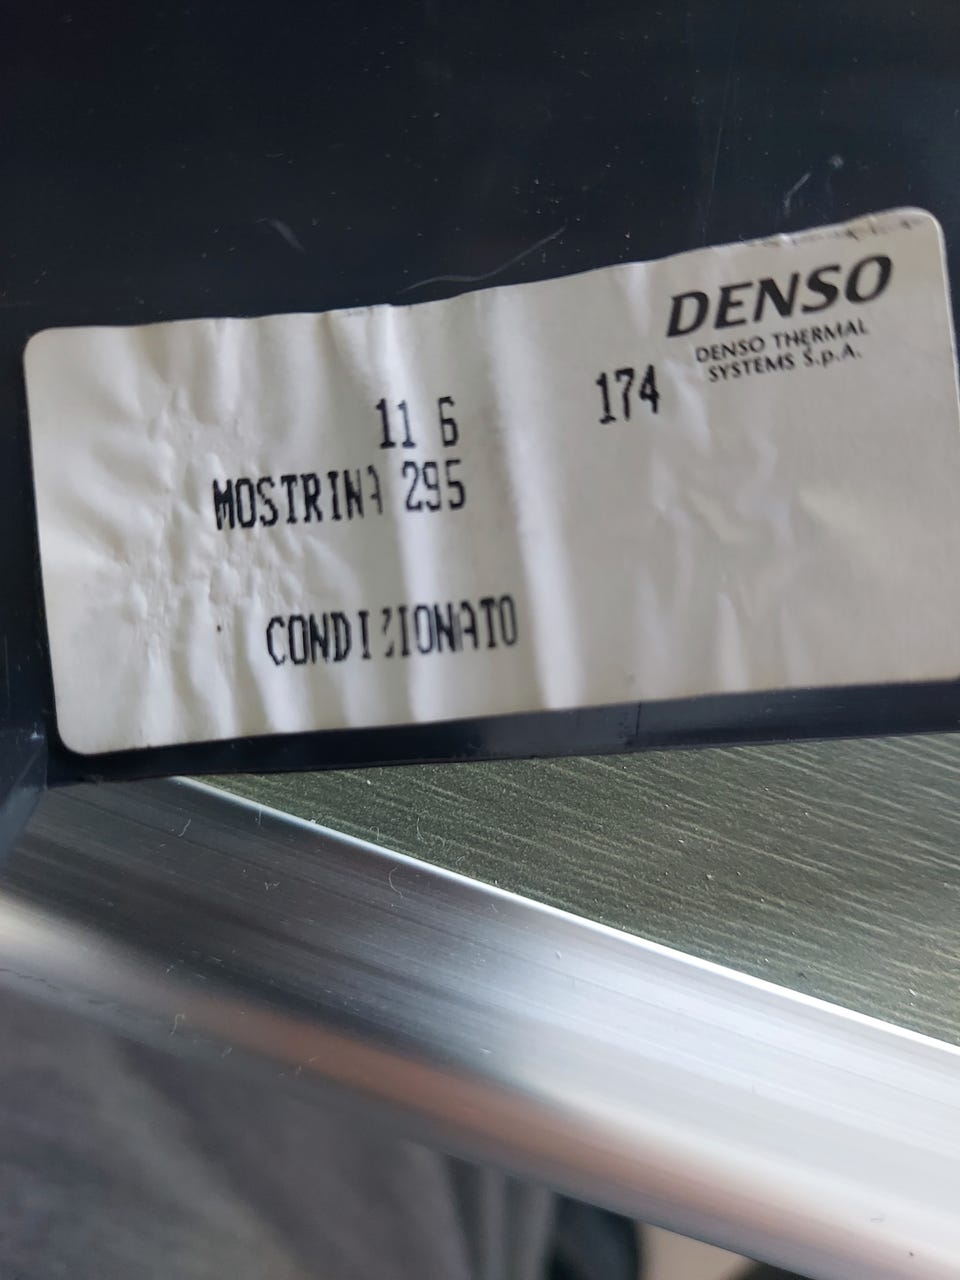 DENSO
DENSO THERMAL
SYSTEMS S.p.A.
11 6 174
MOSTRINA 295
CONDIZIONATO